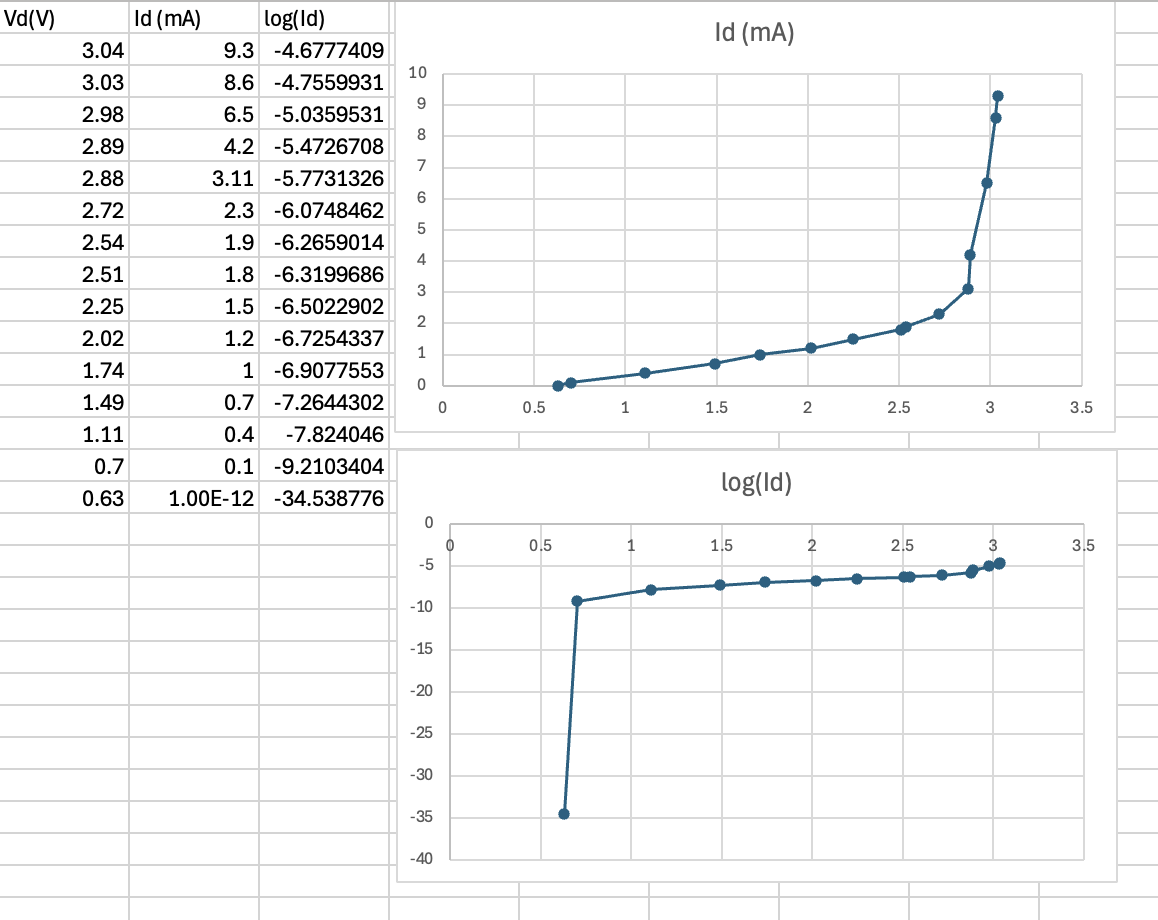 Vd(V) Id (mA) log(Id)
3.04 9.3 -4.6777409
3.03 8.6 -4.7559931
2.98 6.5 -5.0359531
2.89 4.2 -5.4726708
2.88 3.11 -5.7731326
2.72 2.3 -6.0748462
2.54 1.9 -6.2659014
2.51 1.8 -6.3199686
2.25 1.5 -6.5022902
2.02 1.2 -6.7254337
1.74 1 -6.9077553
1.49 0.7 -7.2644302
1.11 0.4 -7.824046
0.7 0.1 -9.2103404
0.63 1.00E-12 -34.538776
Id (mA)
10
9
8
7
6
5
4
3
2
1
0
0 0.5 1 1.5 2 2.5 3 3.5
log(Id)
0
0 0.5 1 1.5 2 2.5 3 3.5
-5
-10
-15
-20
-25
-30
-35
-40